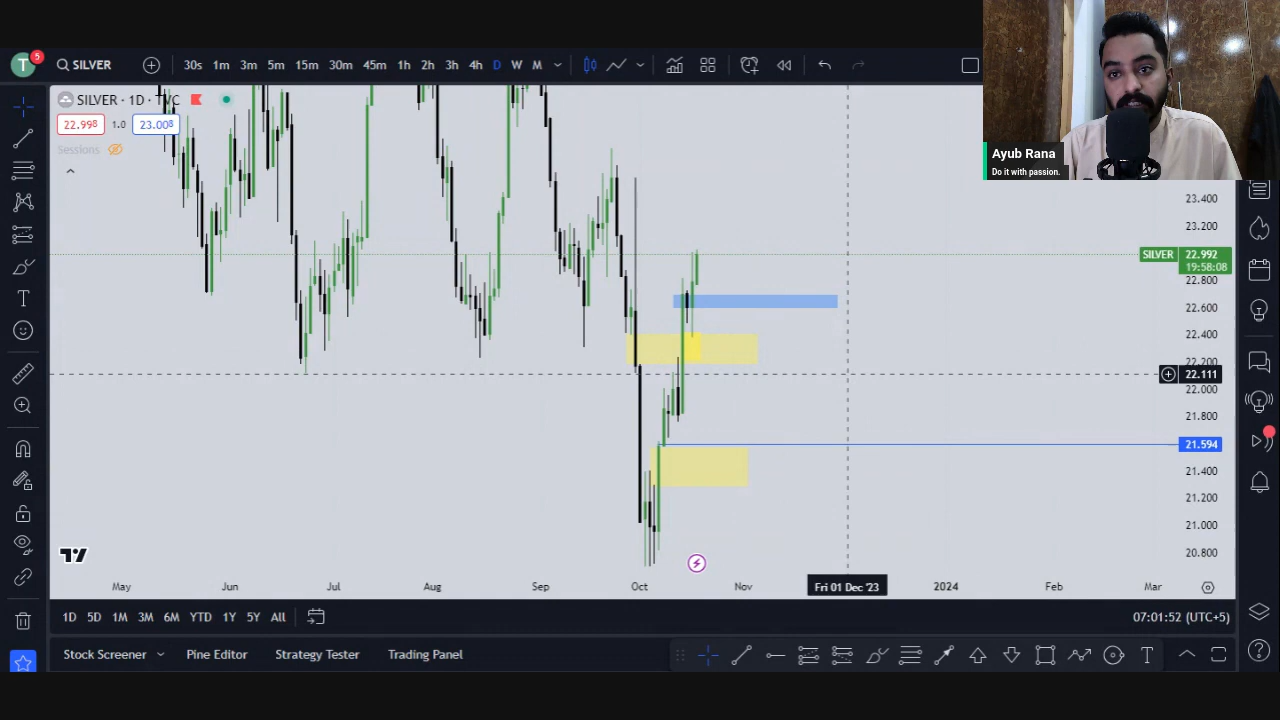 T 5 SILVER 30s 1m 3m 5m 15m 30m 45m 1h 2h 3h 4h D W M
SILVER · 1D · TVC
22.998 1.0 23.008
Sessions
Ayub Rana
Do it with passion.
23.400
23.200
SILVER 22.992
19:58:08
22.800
22.600
22.400
22.200
22.111
22.000
21.800
21.594
21.400
21.200
21.000
20.800
May Jun Jul Aug Sep Oct Nov Fri 01 Dec '23 2024 Feb Mar
1D 5D 1M 3M 6M YTD 1Y 5Y All 07:01:52 (UTC+5)
Stock Screener Pine Editor Strategy Tester Trading Panel